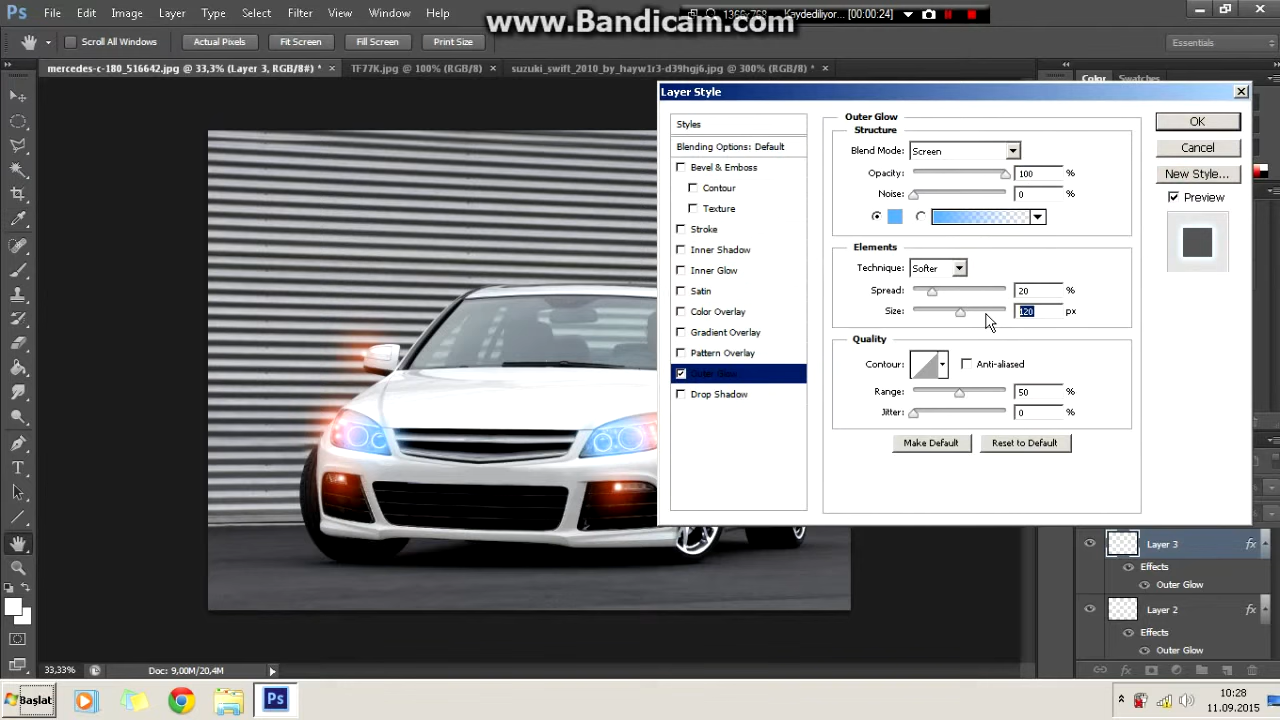 Ps File Edit Image Layer Type Select Filter View Window Help
1366x768 Kaydediliyor... [00:00:24]
www.Bandicam.com
Scroll All Windows Actual Pixels Fit Screen Fill Screen Print Size Essentials
mercedes-c-180_516642.jpg @ 33,3% (Layer 3, RGB/8#) * × TF77K.jpg @ 100% (RGB/8) × suzuki_swift_2010_by_hayw1r3-d39hgj6.jpg @ 300% (RGB/8) * ×
Color Swatches
Layer Style
Styles
Blending Options: Default
Bevel & Emboss
Contour
Texture
Stroke
Inner Shadow
Inner Glow
Satin
Color Overlay
Gradient Overlay
Pattern Overlay
Outer Glow
Drop Shadow
Outer Glow
Structure
Blend Mode: Screen
Opacity: 100 %
Noise: 0 %
Elements
Technique: Softer
Spread: 20 %
Size: 120 px
Quality
Contour: Anti-aliased
Range: 50 %
Jitter: 0 %
Make Default Reset to Default
OK
Cancel
New Style...
Preview
Layer 3 fx
Effects
Outer Glow
Layer 2 fx
Effects
Outer Glow
33,33% Doc: 9,00M/20,4M
Başlat Ps
10:28
11.09.2015